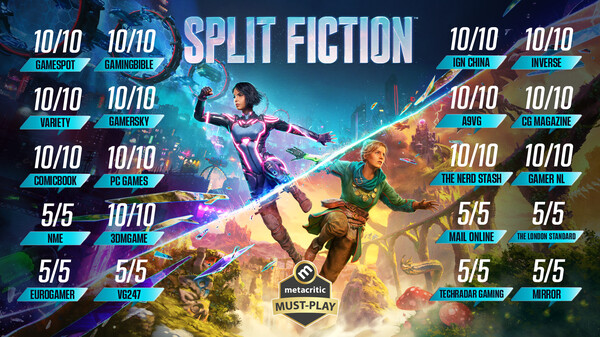 SPLIT FICTION™
10/10
GAMESPOT
10/10
GAMINGBIBLE
10/10
VARIETY
10/10
GAMERSKY
10/10
COMICBOOK
10/10
PC GAMES
5/5
NME
10/10
3DMGAME
5/5
EUROGAMER
5/5
VG247
10/10
IGN CHINA
10/10
INVERSE
10/10
A9VG
10/10
CG MAGAZINE
10/10
THE NERD STASH
10/10
GAMER NL
5/5
MAIL ONLINE
5/5
THE LONDON STANDARD
5/5
TECHRADAR GAMING
5/5
MIRROR
metacritic
MUST-PLAY